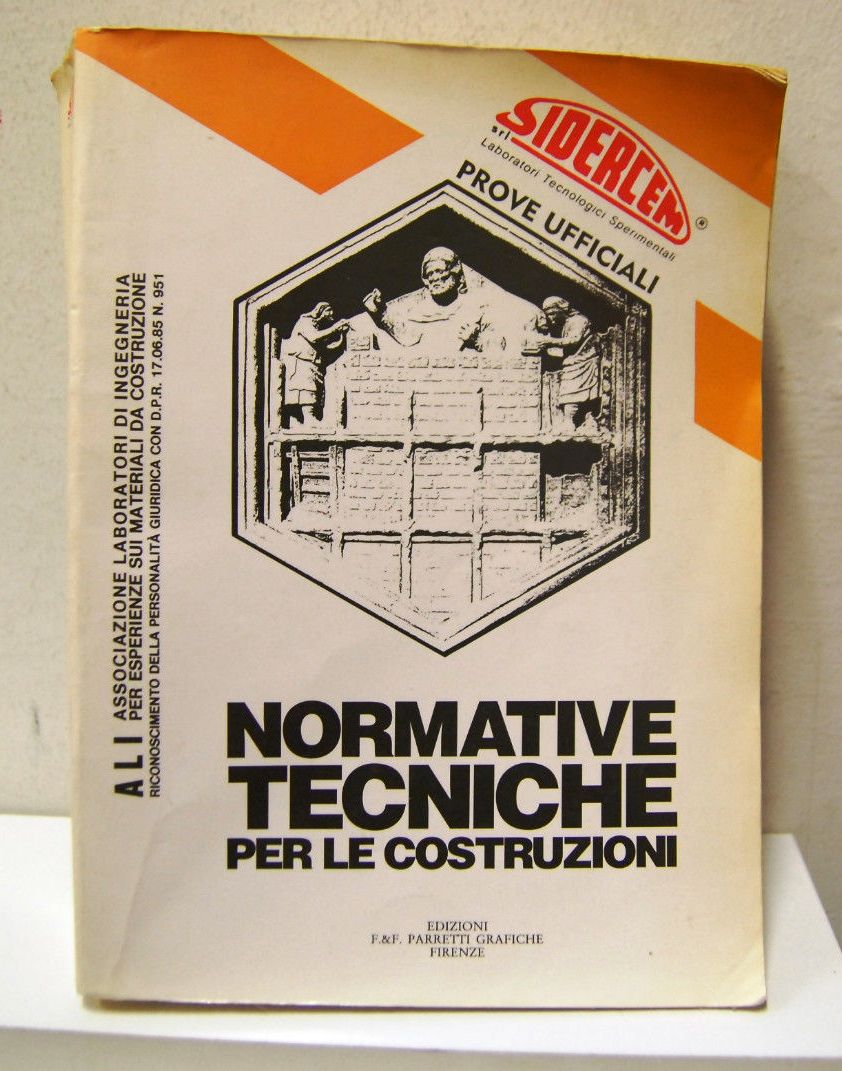 SIDERCEM
srl
®
Laboratori Tecnologici Sperimentali
PROVE UFFICIALI
ALI ASSOCIAZIONE LABORATORI DI INGEGNERIA
PER ESPERIENZE SUI MATERIALI DA COSTRUZIONE
RICONOSCIMENTO DELLA PERSONALITÀ GIURIDICA CON D.P.R. 17.06.85 N. 951
NORMATIVE
TECNICHE
PER LE COSTRUZIONI
EDIZIONI
F.&F. PARRETTI GRAFICHE
FIRENZE